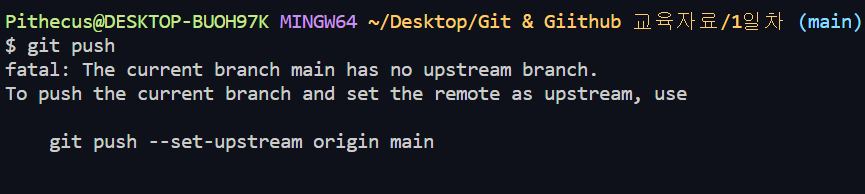 Pithecus@DESKTOP-BUOH97K MINGW64 ~/Desktop/Git & Giithub 교육자료/1일차 (main)
$ git push
fatal: The current branch main has no upstream branch.
To push the current branch and set the remote as upstream, use
    git push --set-upstream origin main